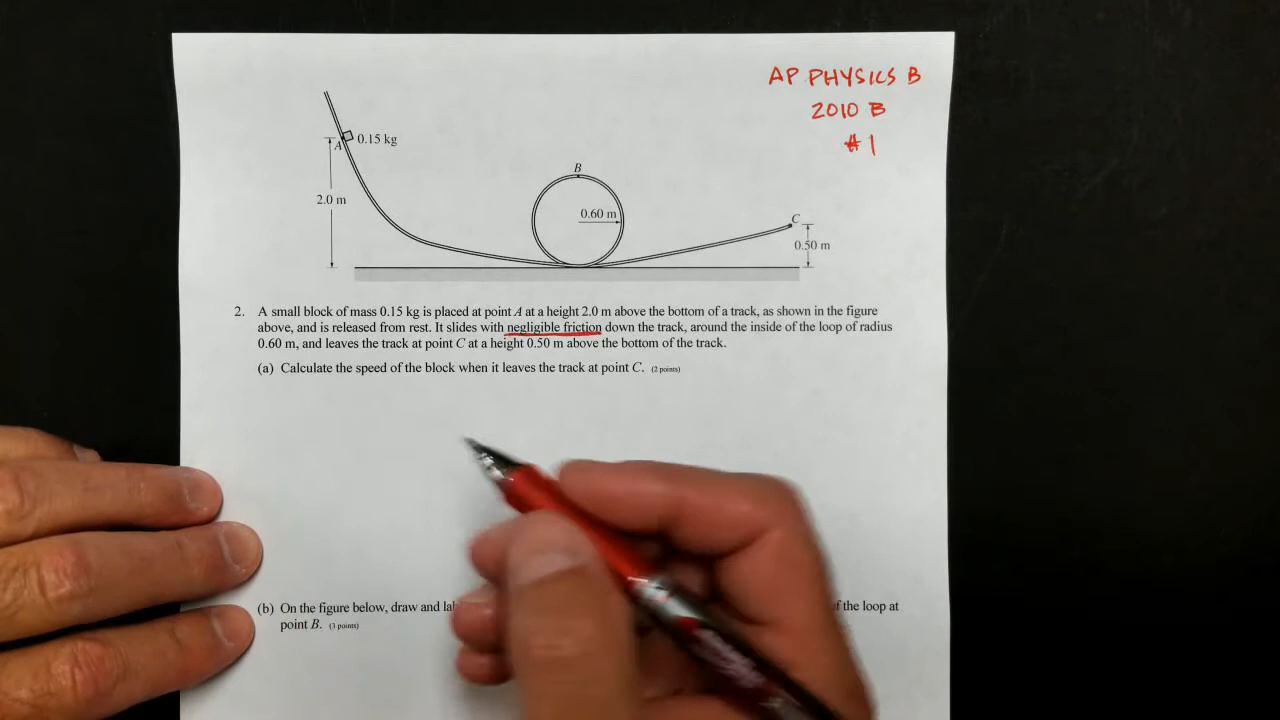 AP PHYSICS B
2010 B
#1
A
0.15 kg
2.0 m
B
0.60 m
C
0.50 m
2. A small block of mass 0.15 kg is placed at point A at a height 2.0 m above the bottom of a track, as shown in the figure
above, and is released from rest. It slides with negligible friction down the track, around the inside of the loop of radius
0.60 m, and leaves the track at point C at a height 0.50 m above the bottom of the track.
(a) Calculate the speed of the block when it leaves the track at point C. (2 points)
(b) On the figure below, draw and of the loop at
point B. (3 points)